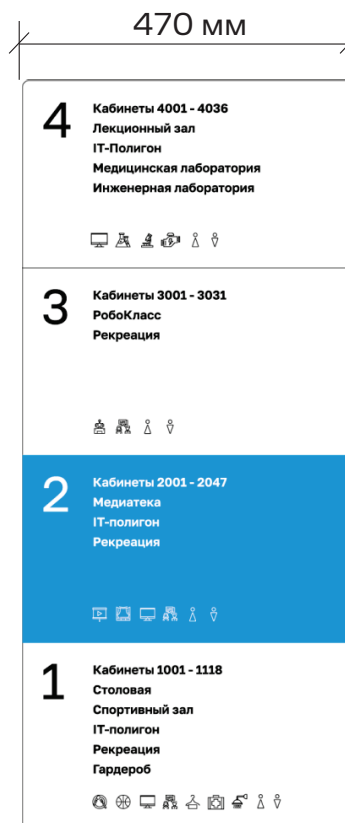 470 мм
4
Кабинеты 4001 - 4036
Лекционный зал
IT-Полигон
Медицинская лаборатория
Инженерная лаборатория
3
Кабинеты 3001 - 3031
РобоКласс
Рекреация
2
Кабинеты 2001 - 2047
Медиатека
IT-полигон
Рекреация
1
Кабинеты 1001 - 1118
Столовая
Спортивный зал
IT-полигон
Рекреация
Гардероб